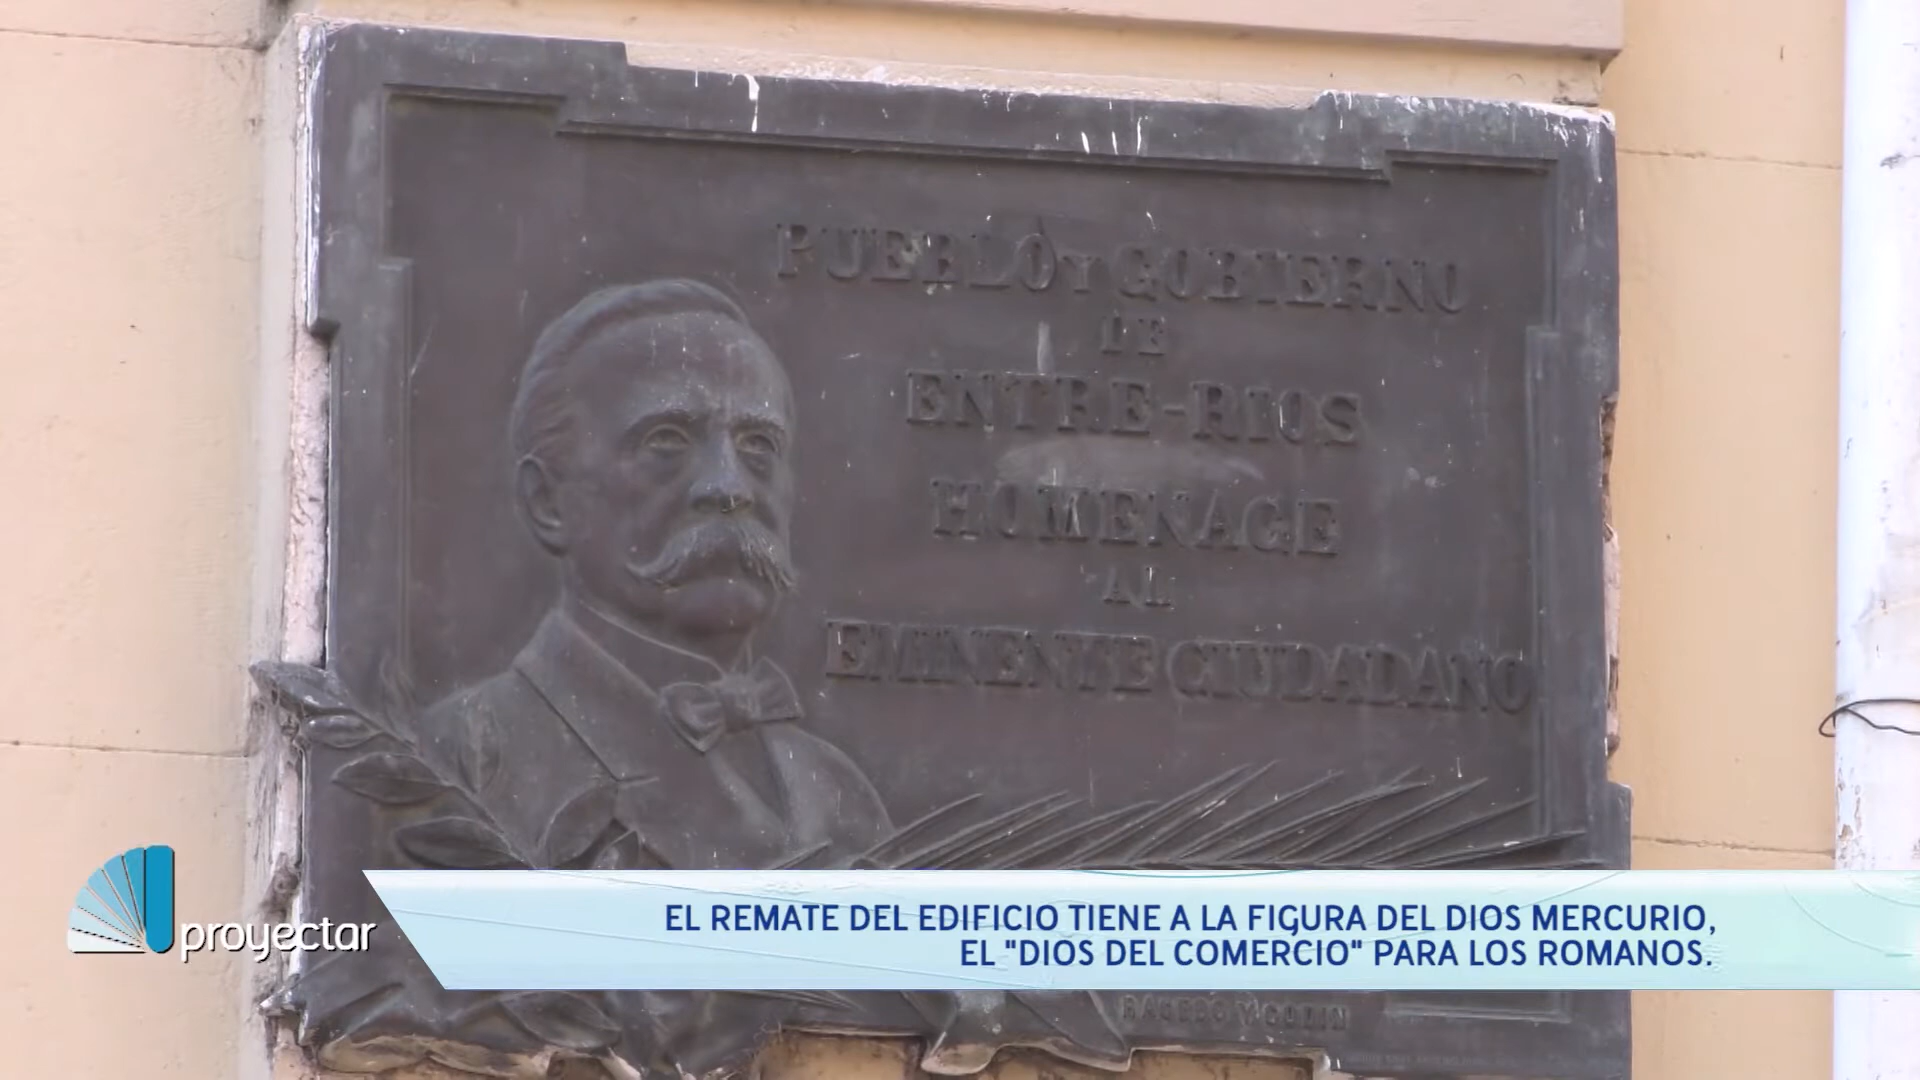 PUEBLO Y GOBIERNO
DE
ENTRE-RIOS
HOMENAGE
AL
EMINENTE CIUDADANO
proyectar
EL REMATE DEL EDIFICIO TIENE A LA FIGURA DEL DIOS MERCURIO,
EL "DIOS DEL COMERCIO" PARA LOS ROMANOS.